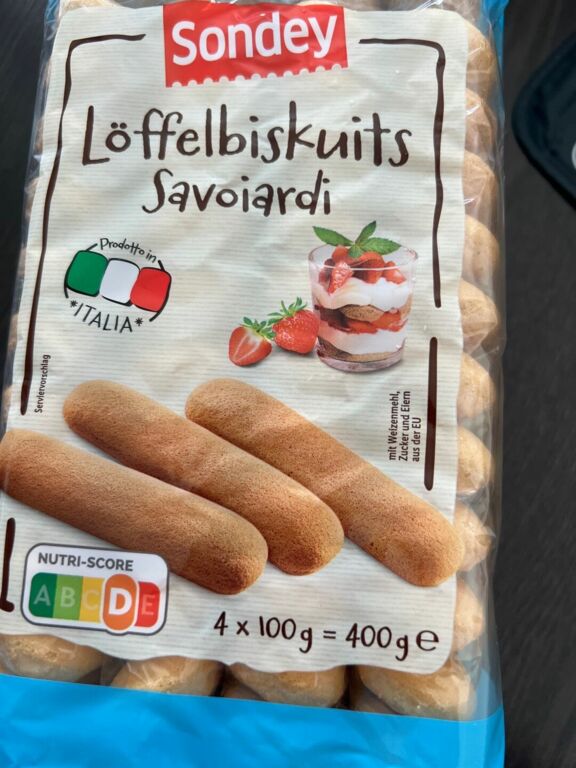 Sondey
Löffelbiskuits
Savoiardi
Prodotto in
*ITALIA*
Serviervorschlag
mit Weizenmehl,
Zucker und Eiern
aus der EU
NUTRI-SCORE
A B C D E
4 x 100 g = 400 g e